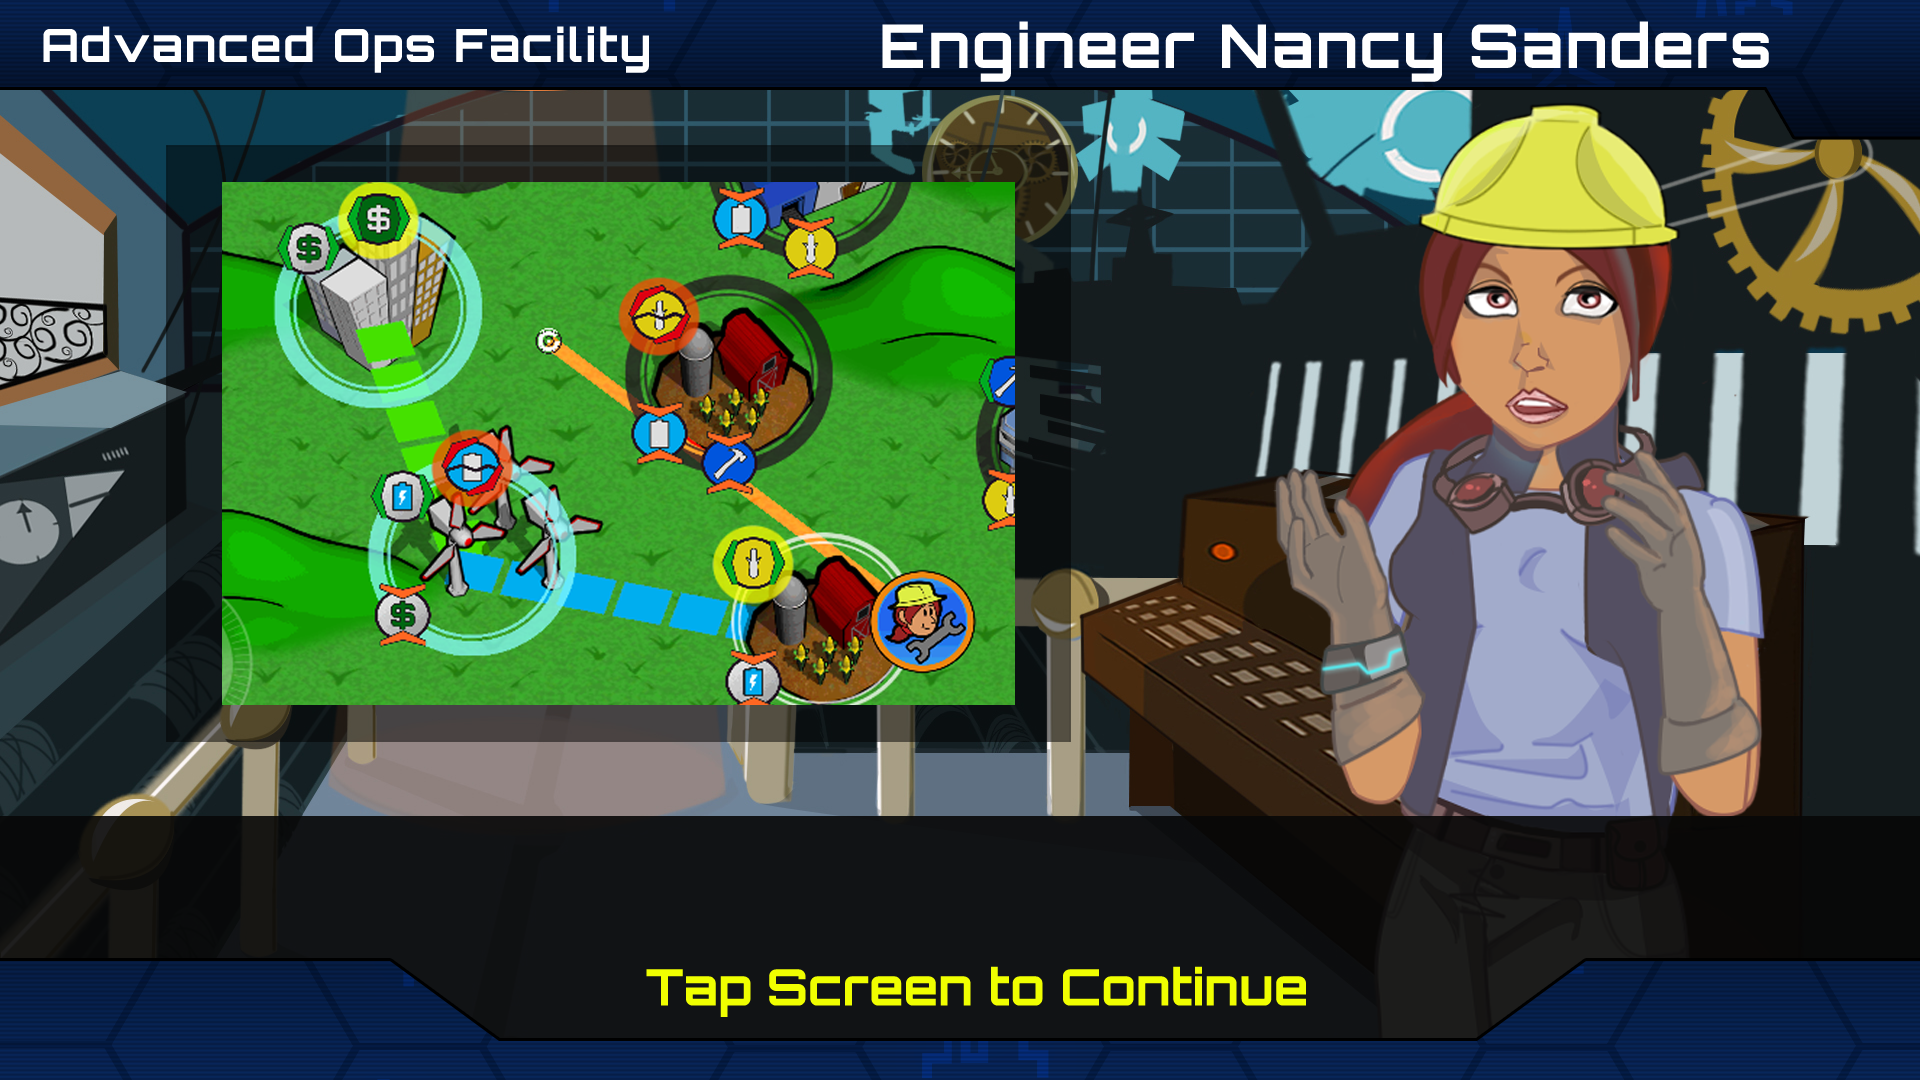 Advanced Ops Facility
Engineer Nancy Sanders
$
$
$
Tap Screen to Continue